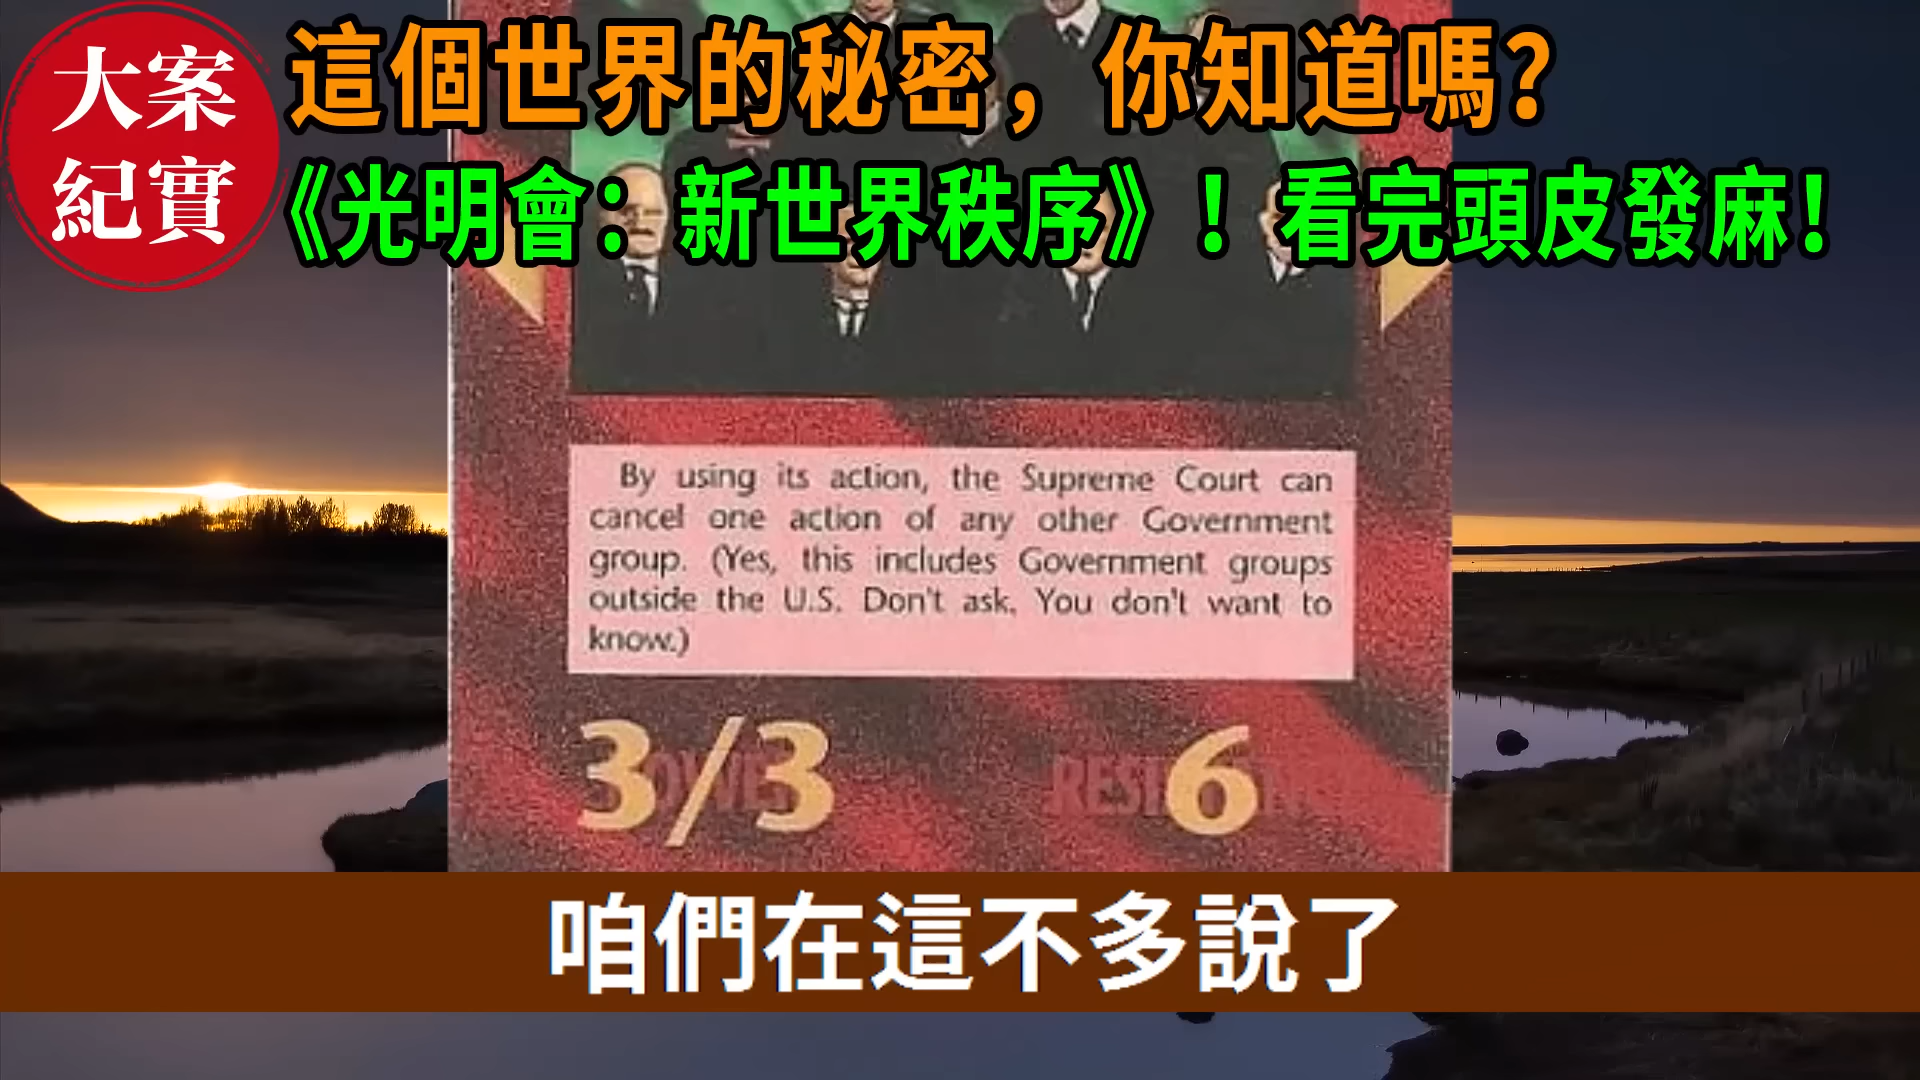 大案
紀實
這個世界的秘密，你知道嗎？
《光明會：新世界秩序》！看完頭皮發麻！
By using its action, the Supreme Court can
cancel one action of any other Government
group. (Yes, this includes Government groups
outside the U.S. Don't ask. You don't want to
know.)
3/3
6
咱們在這不多說了